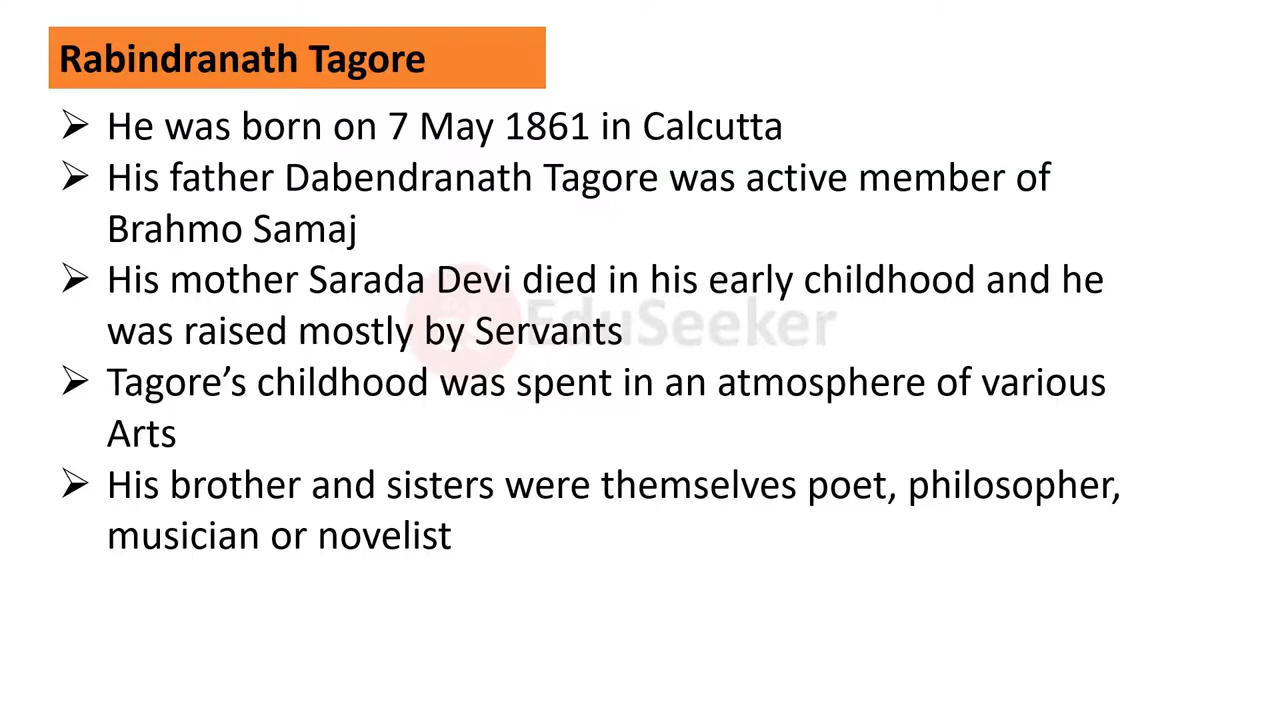 Rabindranath Tagore
➢ He was born on 7 May 1861 in Calcutta
➢ His father Dabendranath Tagore was active member of
Brahmo Samaj
➢ His mother Sarada Devi died in his early childhood and he
was raised mostly by Servants
EduSeeker
➢ Tagore’s childhood was spent in an atmosphere of various
Arts
➢ His brother and sisters were themselves poet, philosopher,
musician or novelist